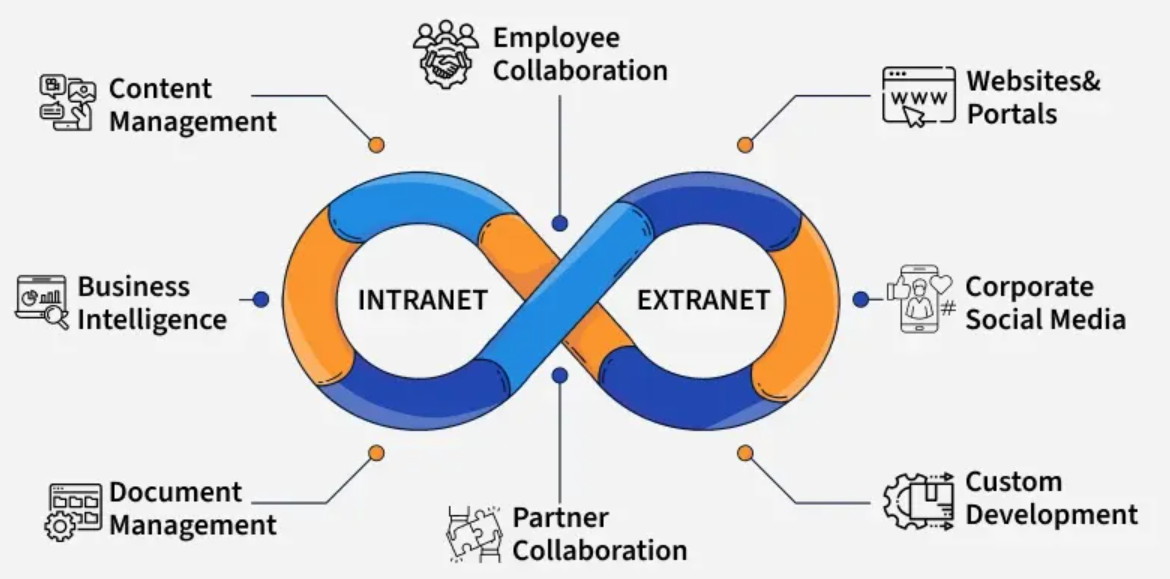 Employee
Collaboration
Content
Management
Websites&
Portals
WWW
Business
Intelligence
INTRANET
EXTRANET
Corporate
Social Media
#
Document
Management
Partner
Collaboration
Custom
Development